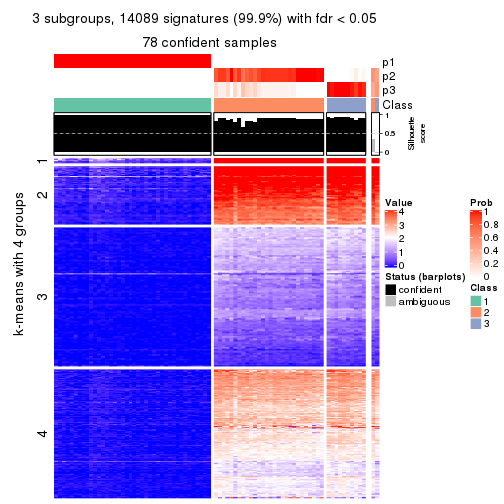 3 subgroups, 14089 signatures (99.9%) with fdr < 0.05
78 confident samples
p1
p2
p3
Class
1
0.5
0
Silhouette
score
k-means with 4 groups
1
2
3
4
Value
4
3
2
1
0
Status (barplots)
confident
ambiguous
Prob
1
0.8
0.6
0.4
0.2
0
Class
1
2
3